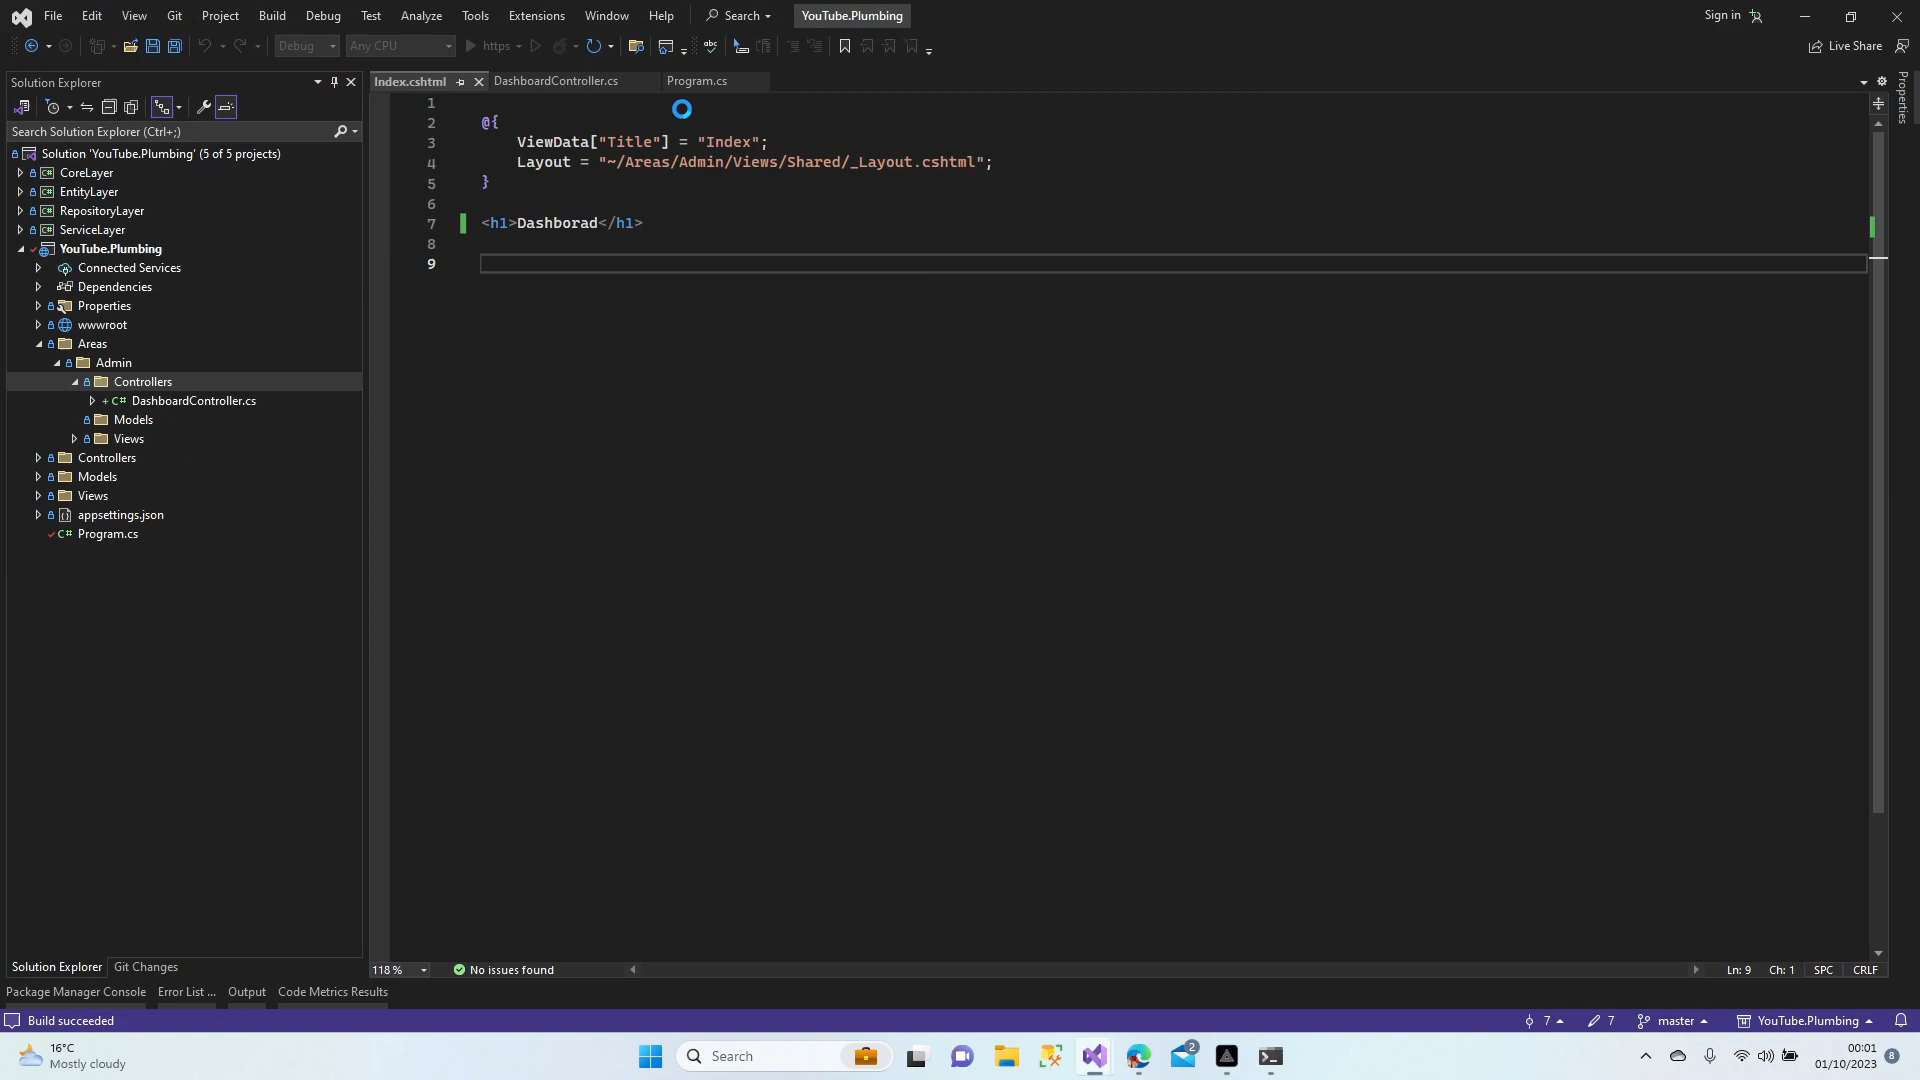 File Edit View Git Project Build Debug Test Analyze Tools Extensions Window Help Search YouTube.Plumbing Sign in
Debug Any CPU https Live Share
Solution Explorer
Search Solution Explorer (Ctrl+;)
Solution 'YouTube.Plumbing' (5 of 5 projects)
CoreLayer
EntityLayer
RepositoryLayer
ServiceLayer
YouTube.Plumbing
Connected Services
Dependencies
Properties
wwwroot
Areas
Admin
Controllers
C# DashboardController.cs
Models
Views
Controllers
Models
Views
appsettings.json
C# Program.cs
Solution Explorer Git Changes
Index.cshtml DashboardController.cs Program.cs
1
2 @{
3 ViewData["Title"] = "Index";
4 Layout = "~/Areas/Admin/Views/Shared/_Layout.cshtml";
5 }
6
7 <h1>Dashborad</h1>
8
9
Properties
118 % No issues found Ln: 9 Ch: 1 SPC CRLF
Package Manager Console Error List ... Output Code Metrics Results
Build succeeded 7 7 master YouTube.Plumbing
16°C
Mostly cloudy
Search
2
00:01
01/10/2023
8